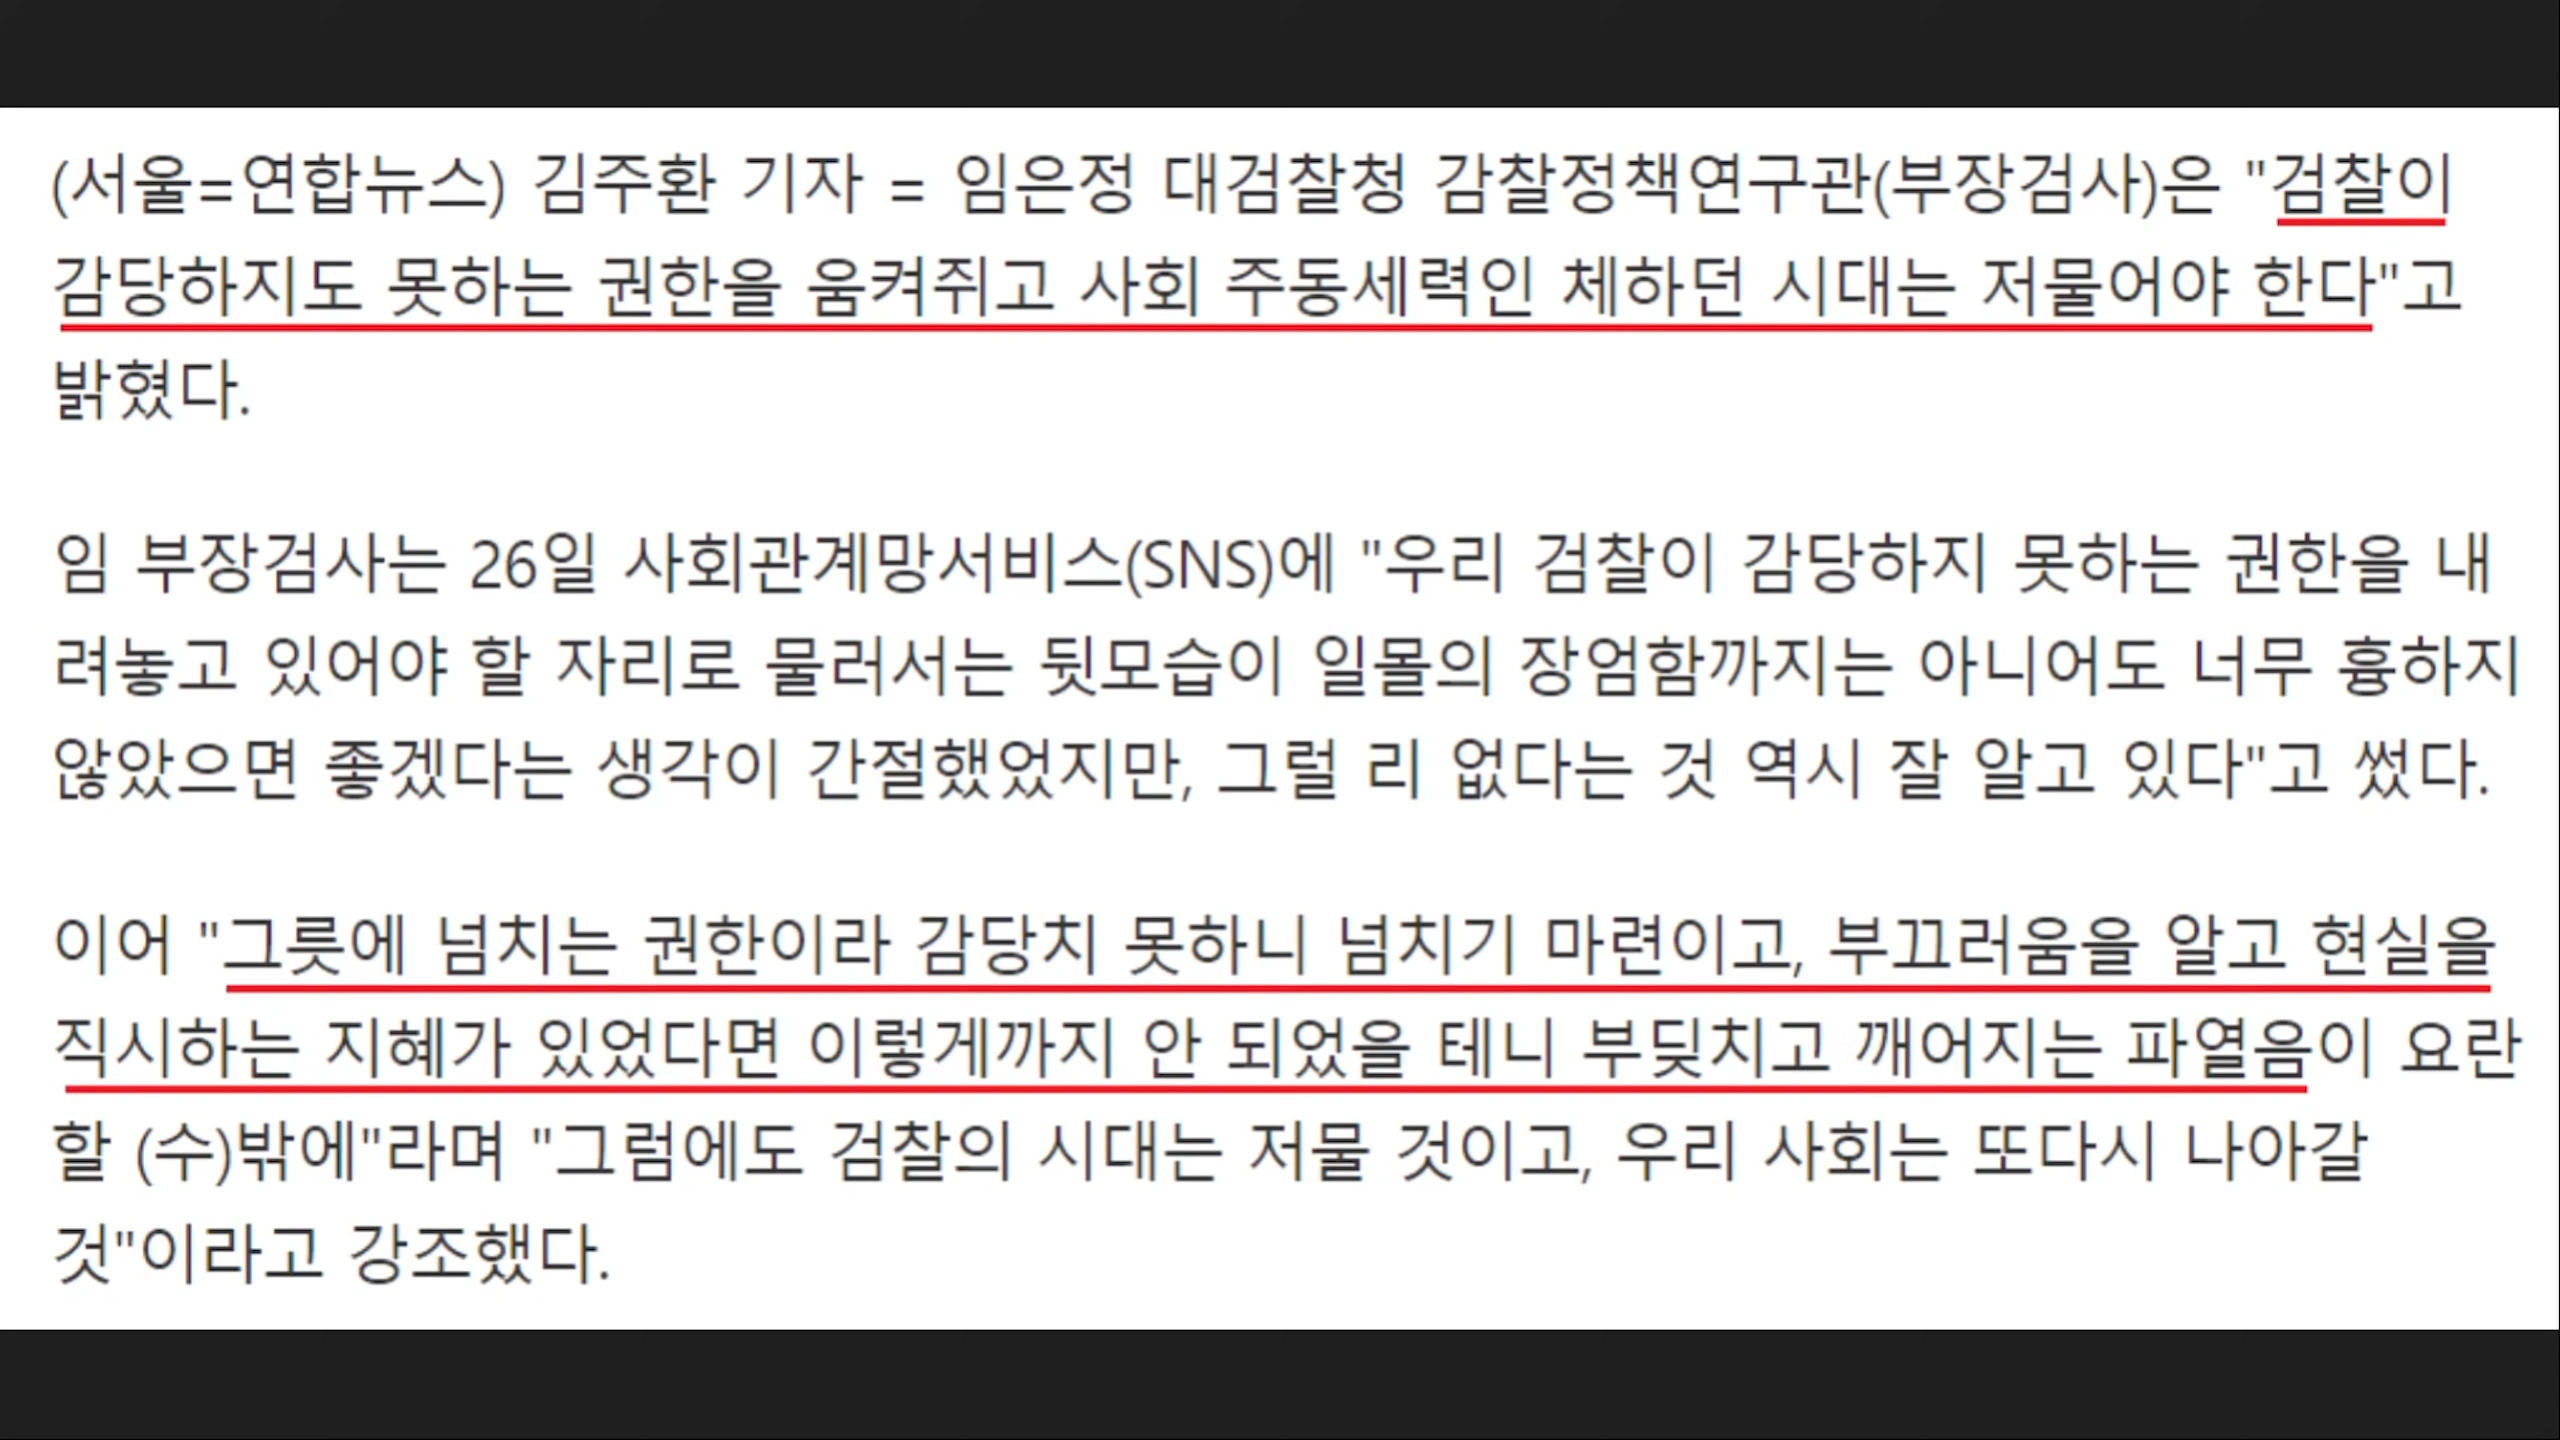 (서울=연합뉴스) 김주환 기자 = 임은정 대검찰청 감찰정책연구관(부장검사)은 "검찰이
감당하지도 못하는 권한을 움켜쥐고 사회 주동세력인 체하던 시대는 저물어야 한다"고
밝혔다.
임 부장검사는 26일 사회관계망서비스(SNS)에 "우리 검찰이 감당하지 못하는 권한을 내
려놓고 있어야 할 자리로 물러서는 뒷모습이 일몰의 장엄함까지는 아니어도 너무 흉하지
않았으면 좋겠다는 생각이 간절했었지만, 그럴 리 없다는 것 역시 잘 알고 있다"고 썼다.
이어 "그릇에 넘치는 권한이라 감당치 못하니 넘치기 마련이고, 부끄러움을 알고 현실을
직시하는 지혜가 있었다면 이렇게까지 안 되었을 테니 부딪치고 깨어지는 파열음이 요란
할 (수)밖에"라며 "그럼에도 검찰의 시대는 저물 것이고, 우리 사회는 또다시 나아갈
것"이라고 강조했다.